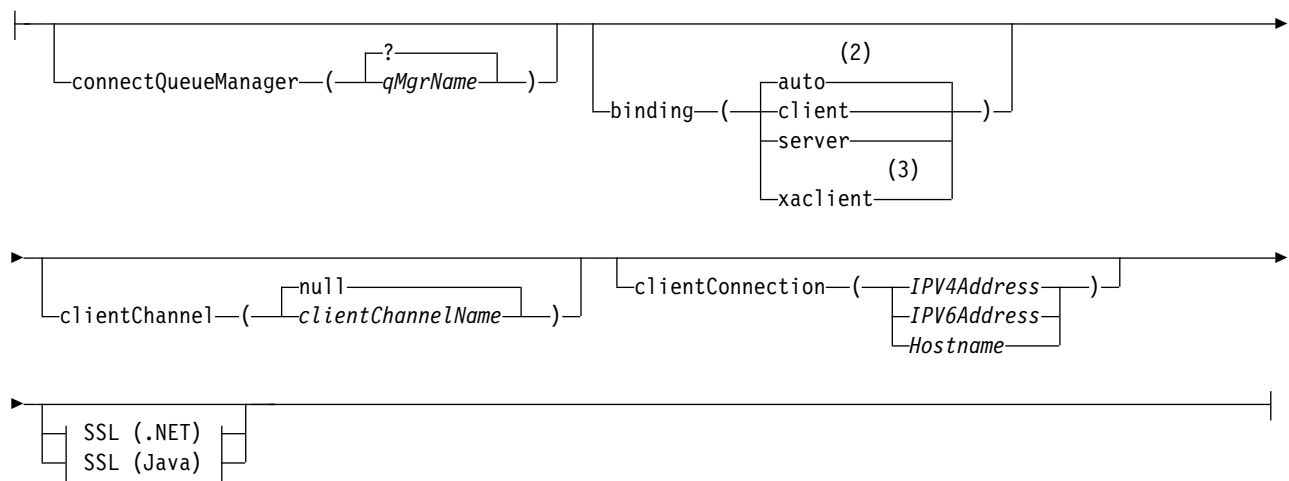 ?
connectQueueManager ( qMgrName )
(2)
auto
binding ( client )
server
(3)
xaclient
null
clientChannel ( clientChannelName )
clientConnection ( IPV4Address )
IPV6Address
Hostname
SSL (.NET)
SSL (Java)